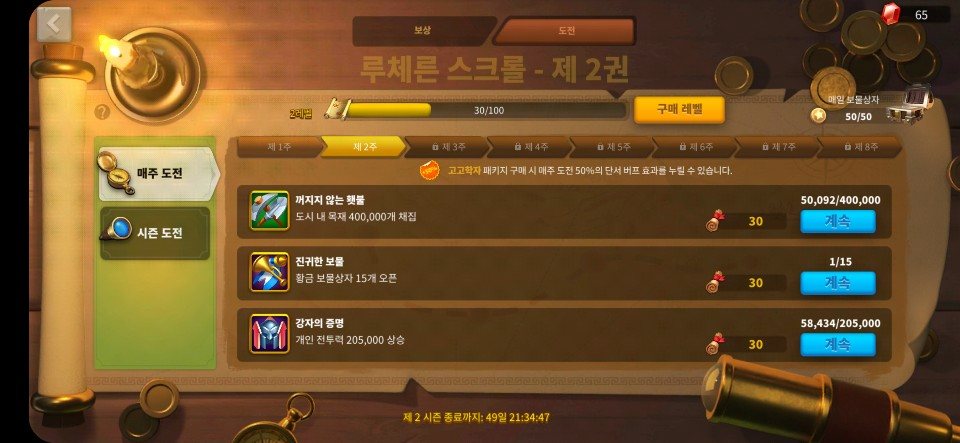 보상
도전
65
루체른 스크롤 - 제 2권
2레벨
30/100
구매 레벨
매일 보물상자
50/50
제 1주
제 2주
제 3주
제 4주
제 5주
제 6주
제 7주
제 8주
고고학자 패키지 구매 시 매주 도전 50%의 단서 버프 효과를 누릴 수 있습니다.
매주 도전
시즌 도전
꺼지지 않는 횃불
도시 내 목재 400,000개 채집
30
50,092/400,000
계속
진귀한 보물
황금 보물상자 15개 오픈
30
1/15
계속
강자의 증명
개인 전투력 205,000 상승
30
58,434/205,000
계속
제 2 시즌 종료까지: 49일 21:34:47